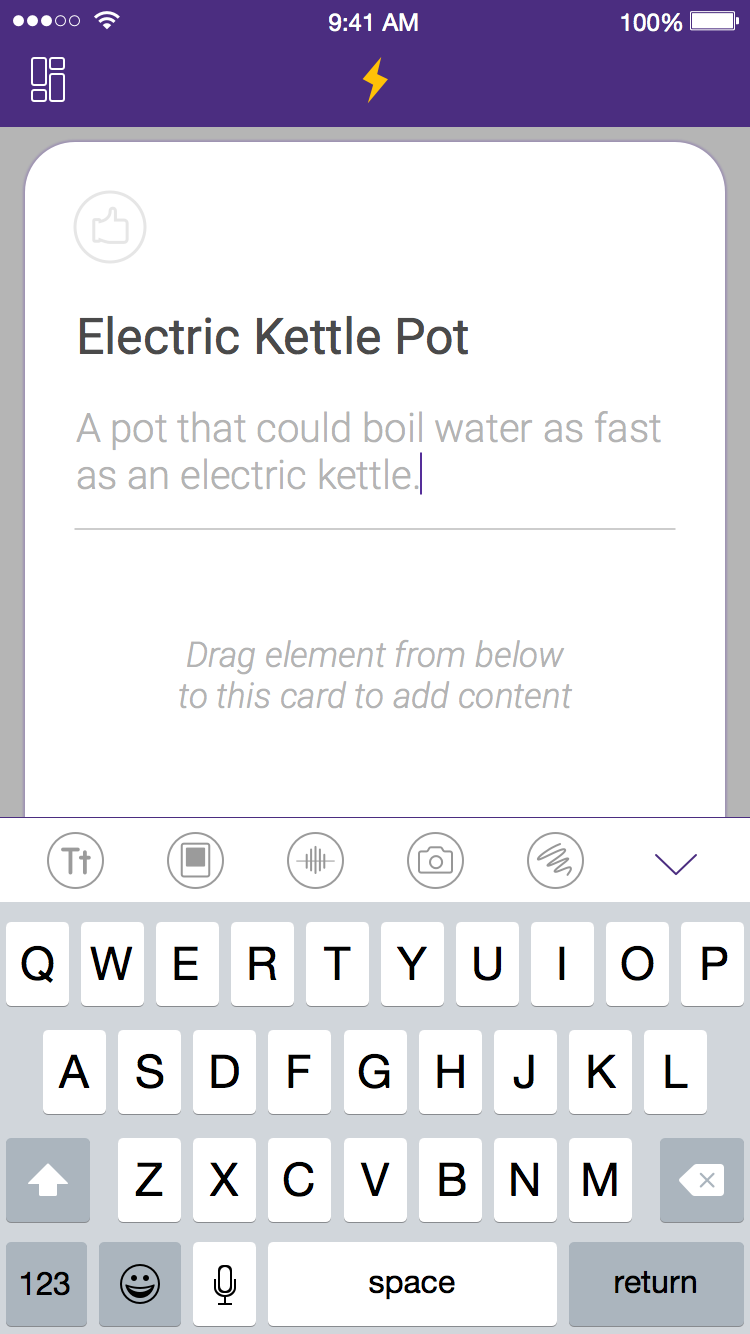 9:41 AM 100%
Electric Kettle Pot
A pot that could boil water as fast
as an electric kettle.
Drag element from below
to this card to add content
Tt
Q W E R T Y U I O P
A S D F G H J K L
Z X C V B N M
123 space return